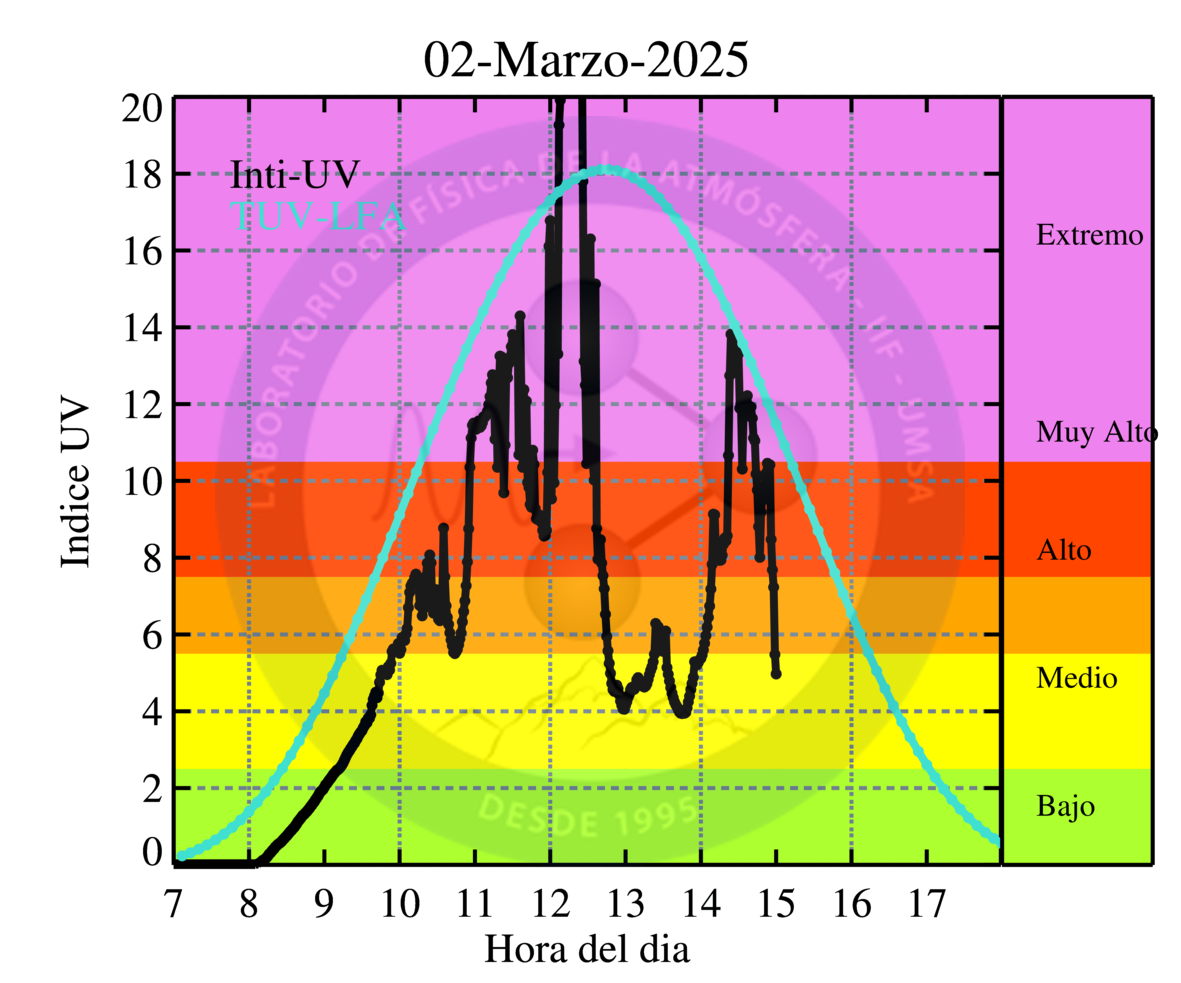 02-Marzo-2025
Inti-UV
TUV-LFA
LABORATORIO DE FÍSICA DE LA ATMÓSFERA - IIF - UMSA
DESDE 1995
Indice UV
20
18
16
14
12
10
8
6
4
2
0
Extremo
Muy Alto
Alto
Medio
Bajo
7 8 9 10 11 12 13 14 15 16 17
Hora del dia